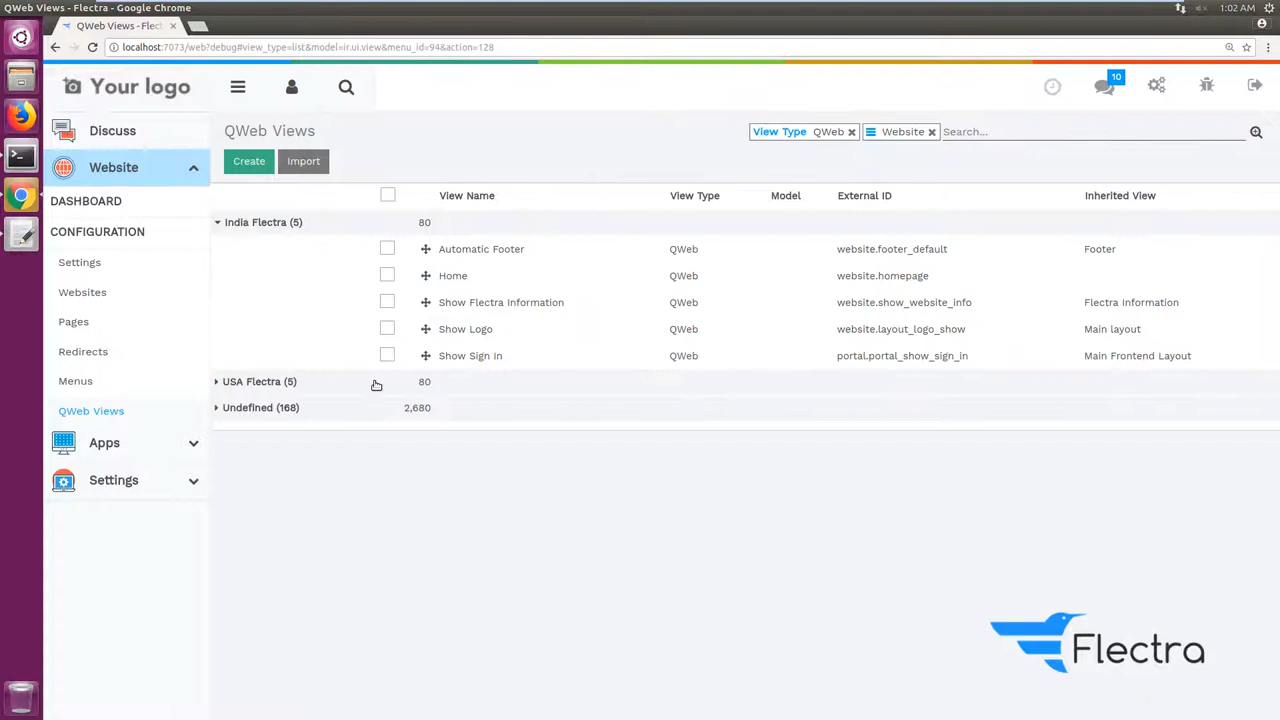 QWeb Views - Flectra - Google Chrome
1:02 AM
QWeb Views - Flect
localhost:7073/web?debug#view_type=list&model=ir.ui.view&menu_id=94&action=128
Your logo
10
Discuss
Website
DASHBOARD
CONFIGURATION
Settings
Websites
Pages
Redirects
Menus
QWeb Views
Apps
Settings
QWeb Views
View Type QWeb
Website
Search...
Create
Import
View Name View Type Model External ID Inherited View
India Flectra (5) 80
Automatic Footer QWeb website.footer_default Footer
Home QWeb website.homepage
Show Flectra Information QWeb website.show_website_info Flectra Information
Show Logo QWeb website.layout_logo_show Main layout
Show Sign In QWeb portal.portal_show_sign_in Main Frontend Layout
USA Flectra (5) 80
Undefined (168) 2,680
Flectra